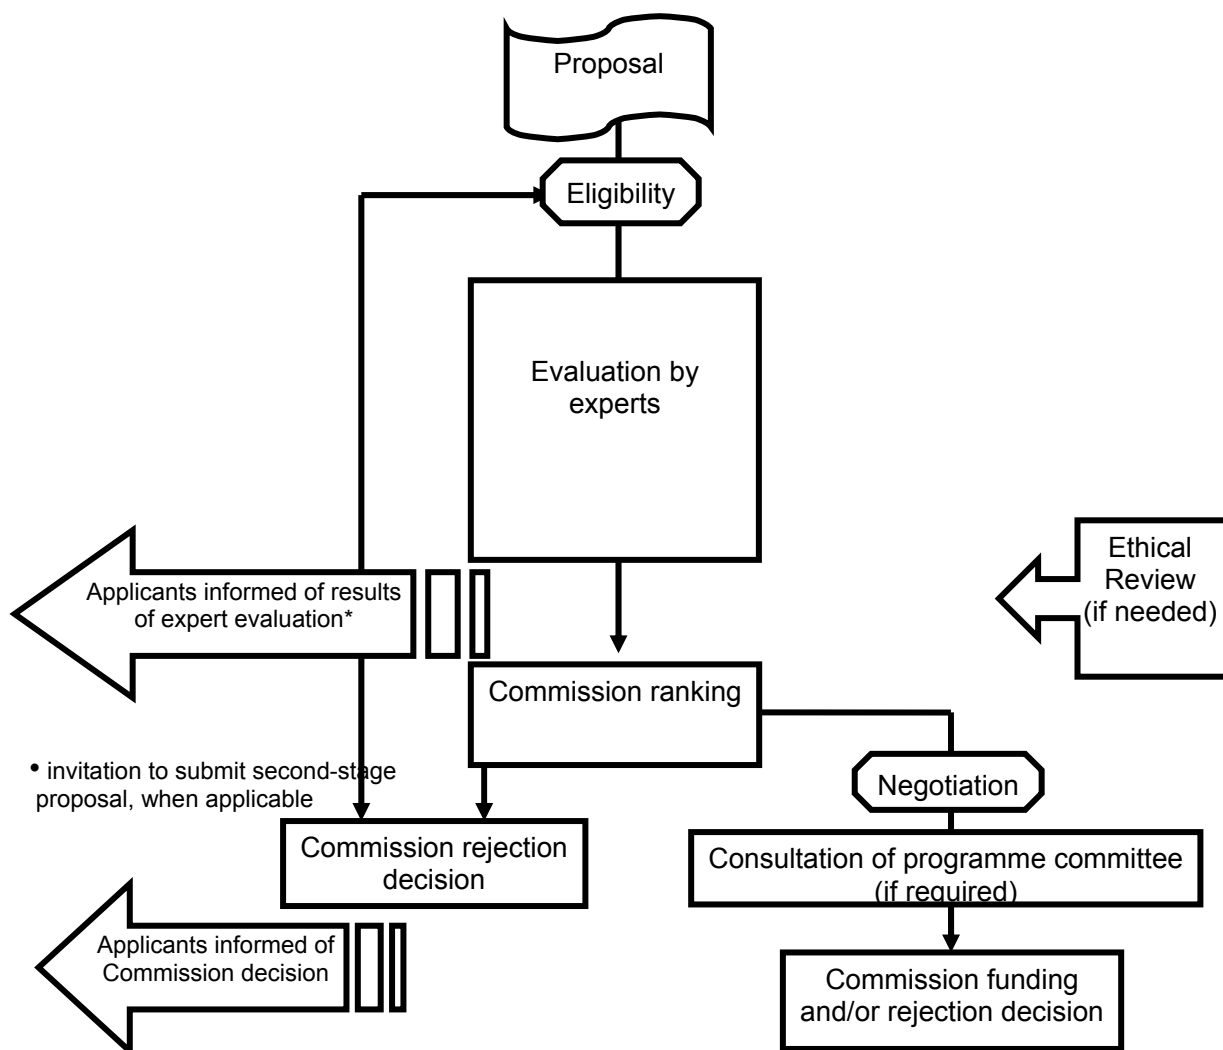 Proposal
Eligibility
Evaluation by
experts
Ethical
Review
(if needed)
Applicants informed of results
of expert evaluation*
Commission ranking
• invitation to submit second-stage
proposal, when applicable
Negotiation
Commission rejection
decision
Consultation of programme committee
(if required)
Applicants informed of
Commission decision
Commission funding
and/or rejection decision